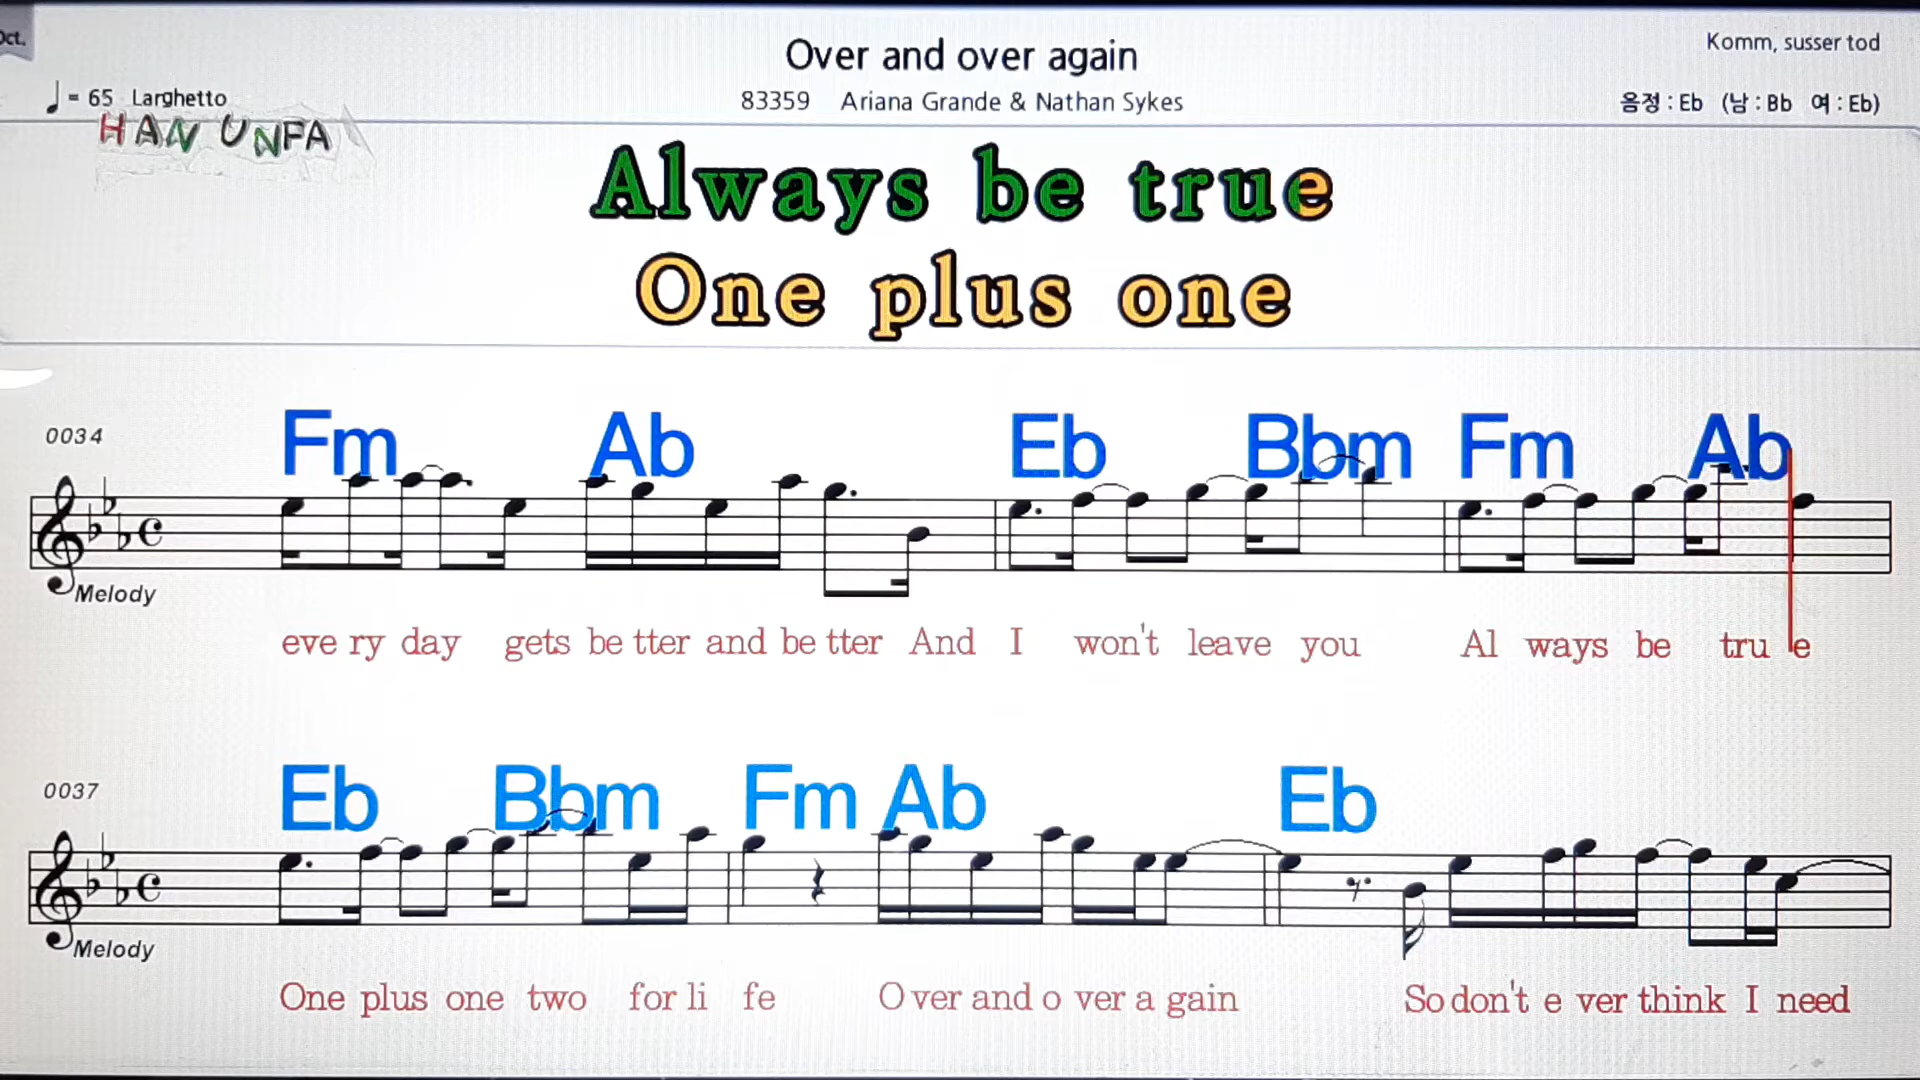 Oct.
Over and over again
Komm, susser tod
♩ = 65 Larghetto
83359 Ariana Grande & Nathan Sykes
음정 : Eb (남 : Bb 여 : Eb)
HAN UNFA
Always be true
One plus one
Fm Ab Eb Bbm Fm Ab
0034
Melody
eve ry day gets be tter and be tter And I won't leave you Al ways be tru e
Eb Bbm Fm Ab Eb
0037
Melody
One plus one two for li fe O ver and o ver a gain So don't e ver think I need